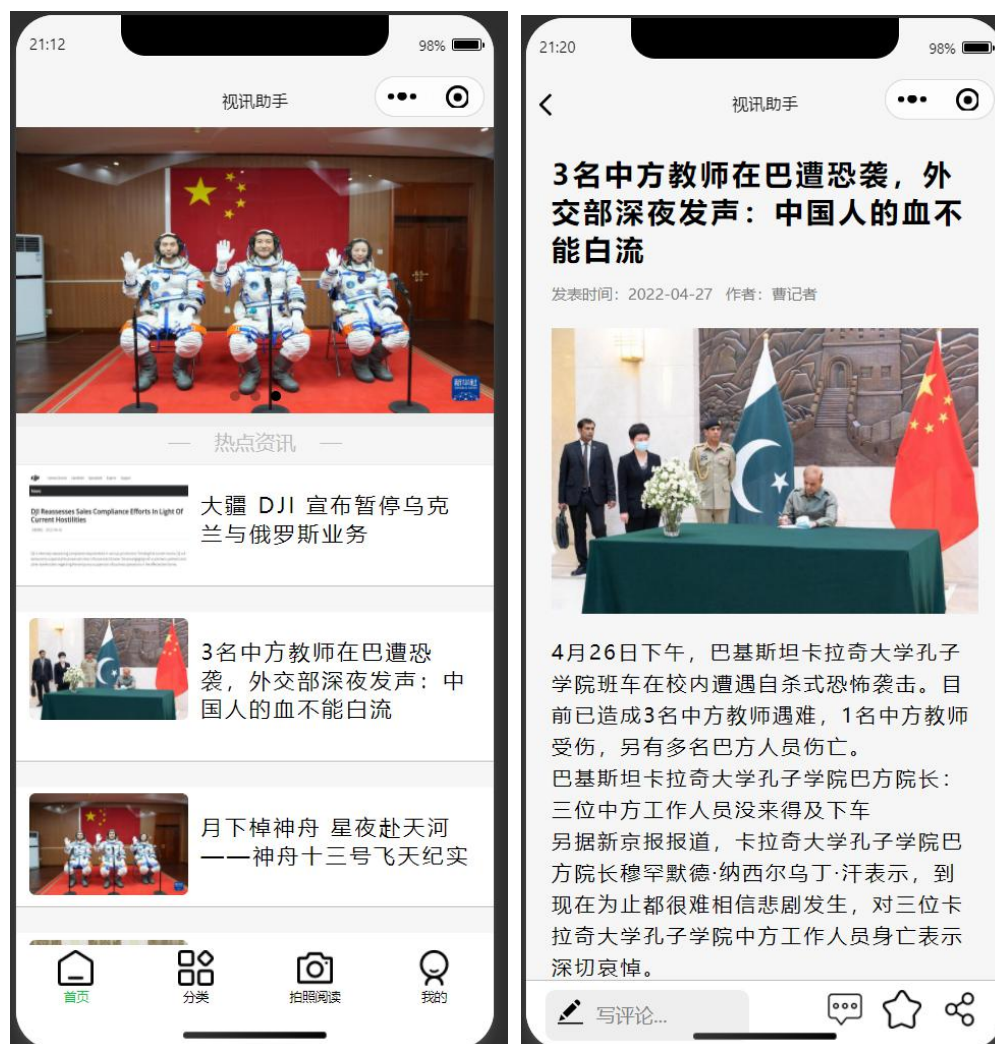 21:12
98%
视讯助手
新华社
热点资讯
News
DJI Reassesses Sales Compliance Efforts In Light Of
Current Hostilities
大疆 DJI 宣布暂停乌克
兰与俄罗斯业务
3名中方教师在巴遭恐
袭，外交部深夜发声：中
国人的血不能白流
月下棹神舟 星夜赴天河
——神舟十三号飞天纪实
首页
分类
拍照阅读
我的
21:20
98%
视讯助手
3名中方教师在巴遭恐袭，外
交部深夜发声：中国人的血不
能白流
发表时间：2022-04-27 作者：曹记者
4月26日下午，巴基斯坦卡拉奇大学孔子
学院班车在校内遭遇自杀式恐怖袭击。目
前已造成3名中方教师遇难，1名中方教师
受伤，另有多名巴方人员伤亡。
巴基斯坦卡拉奇大学孔子学院巴方院长：
三位中方工作人员没来得及下车
另据新京报报道，卡拉奇大学孔子学院巴
方院长穆罕默德·纳西尔乌丁·汗表示，到
现在为止都很难相信悲剧发生，对三位卡
拉奇大学孔子学院中方工作人员身亡表示
深切哀悼。
写评论...